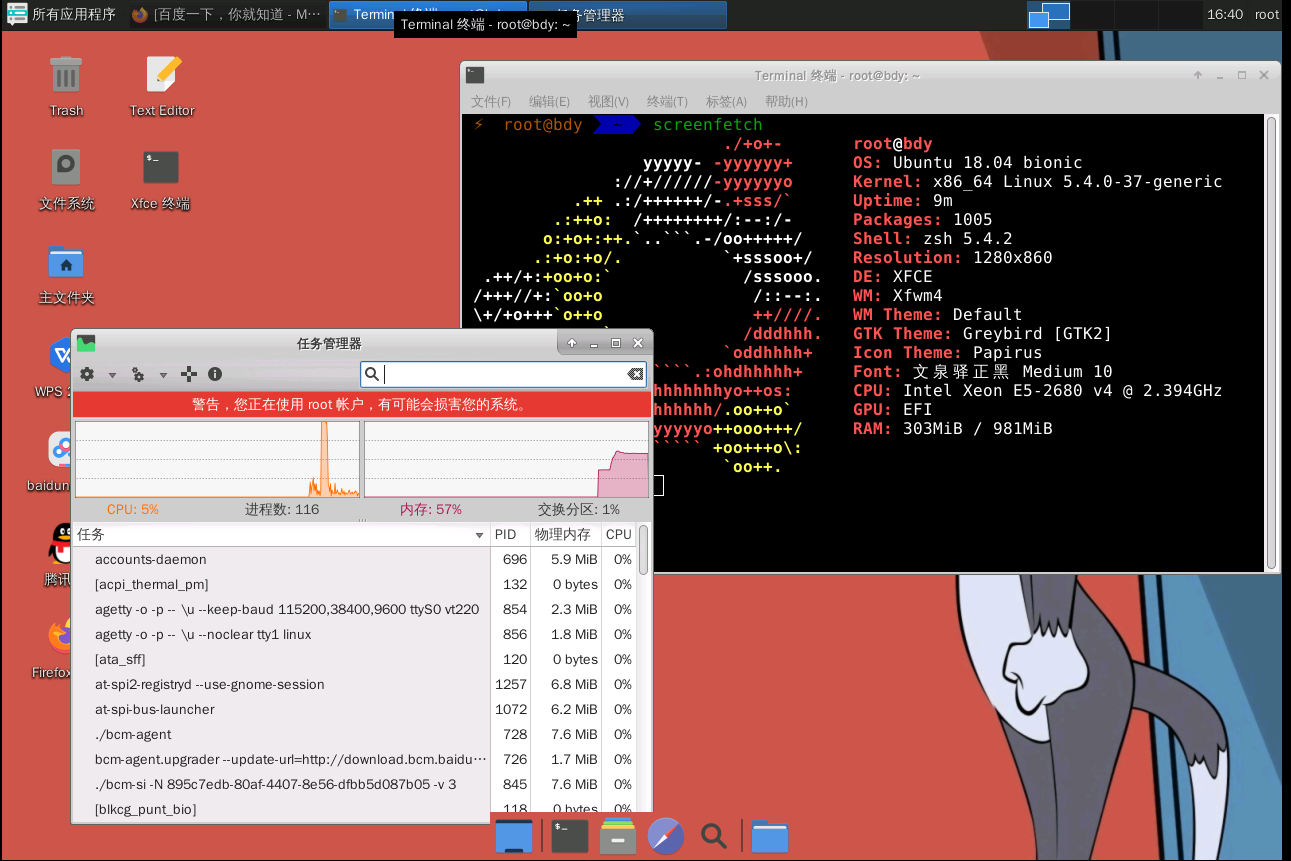 所有应用程序
[百度一下，你就知道 - M…
任务管理器
16:40 root
Terminal 终端 - root@bdy: ~
Trash
Text Editor
文件系统
Xfce 终端
主文件夹
WPS 2
baidun
腾讯
Firefox
Terminal 终端 - root@bdy: ~
文件(F) 编辑(E) 视图(V) 终端(T) 标签(A) 帮助(H)
⚡ root@bdy ~ screenfetch
./+o+- root@bdy
yyyyy- -yyyyyy+ OS: Ubuntu 18.04 bionic
://+//////-yyyyyyo Kernel: x86_64 Linux 5.4.0-37-generic
.++ .:/++++++/-.+sss/` Uptime: 9m
.:++o: /++++++++/:--:/- Packages: 1005
o:+o+:++.`..```.-/oo+++++/ Shell: zsh 5.4.2
.:+o:+o/. `+sssoo+/ Resolution: 1280x860
.++/+:+oo+o:` /sssooo. DE: XFCE
/+++//+:`oo+o /::--:. WM: Xfwm4
\+/+o+++`o++o ++////. WM Theme: Default
/dddhhh. GTK Theme: Greybird [GTK2]
`oddhhhh+ Icon Theme: Papirus
````.:ohdhhhhh+ Font: 文泉驿正黑 Medium 10
hhhhhhhyo++os: CPU: Intel Xeon E5-2680 v4 @ 2.394GHz
hhhhhh/.oo++o` GPU: EFI
yyyyyo++ooo+++/ RAM: 303MiB / 981MiB
````` +oo+++o\:
`oo++.
任务管理器
警告，您正在使用 root 帐户，有可能会损害您的系统。
CPU: 5% 进程数: 116 内存: 57% 交换分区: 1%
任务 PID 物理内存 CPU
accounts-daemon 696 5.9 MiB 0%
[acpi_thermal_pm] 132 0 bytes 0%
agetty -o -p -- \u --keep-baud 115200,38400,9600 ttyS0 vt220 854 2.3 MiB 0%
agetty -o -p -- \u --noclear tty1 linux 856 1.8 MiB 0%
[ata_sff] 120 0 bytes 0%
at-spi2-registryd --use-gnome-session 1257 6.8 MiB 0%
at-spi-bus-launcher 1072 6.2 MiB 0%
./bcm-agent 728 7.6 MiB 0%
bcm-agent.upgrader --update-url=http://download.bcm.baidu… 726 1.7 MiB 0%
./bcm-si -N 895c7edb-80af-4407-8e56-dfbb5d087b05 -v 3 845 7.6 MiB 0%
[blkcg_punt_bio] 118 0 bytes 0%